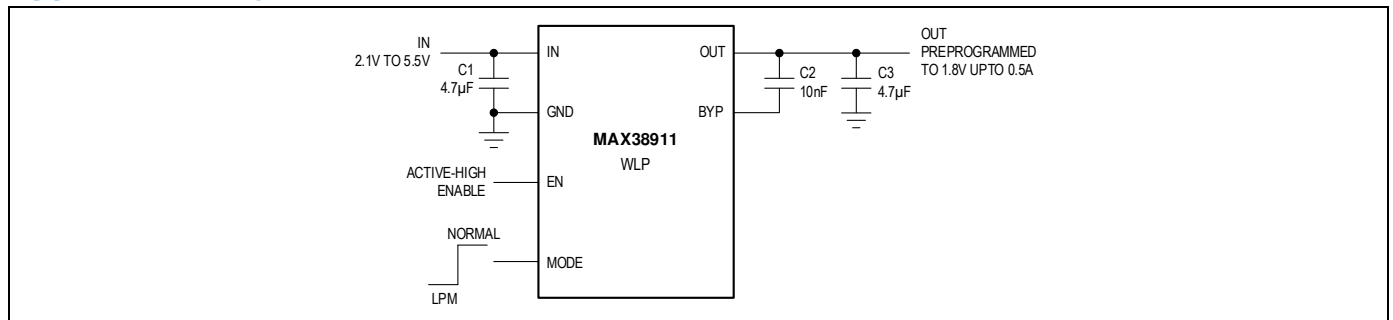 IN
2.1V TO 5.5V
C1
4.7µF
IN
GND
ACTIVE-HIGH
ENABLE
EN
NORMAL
LPM
MODE
MAX38911
WLP
OUT
BYP
C2
10nF
C3
4.7µF
OUT
PREPROGRAMMED
TO 1.8V UPTO 0.5A